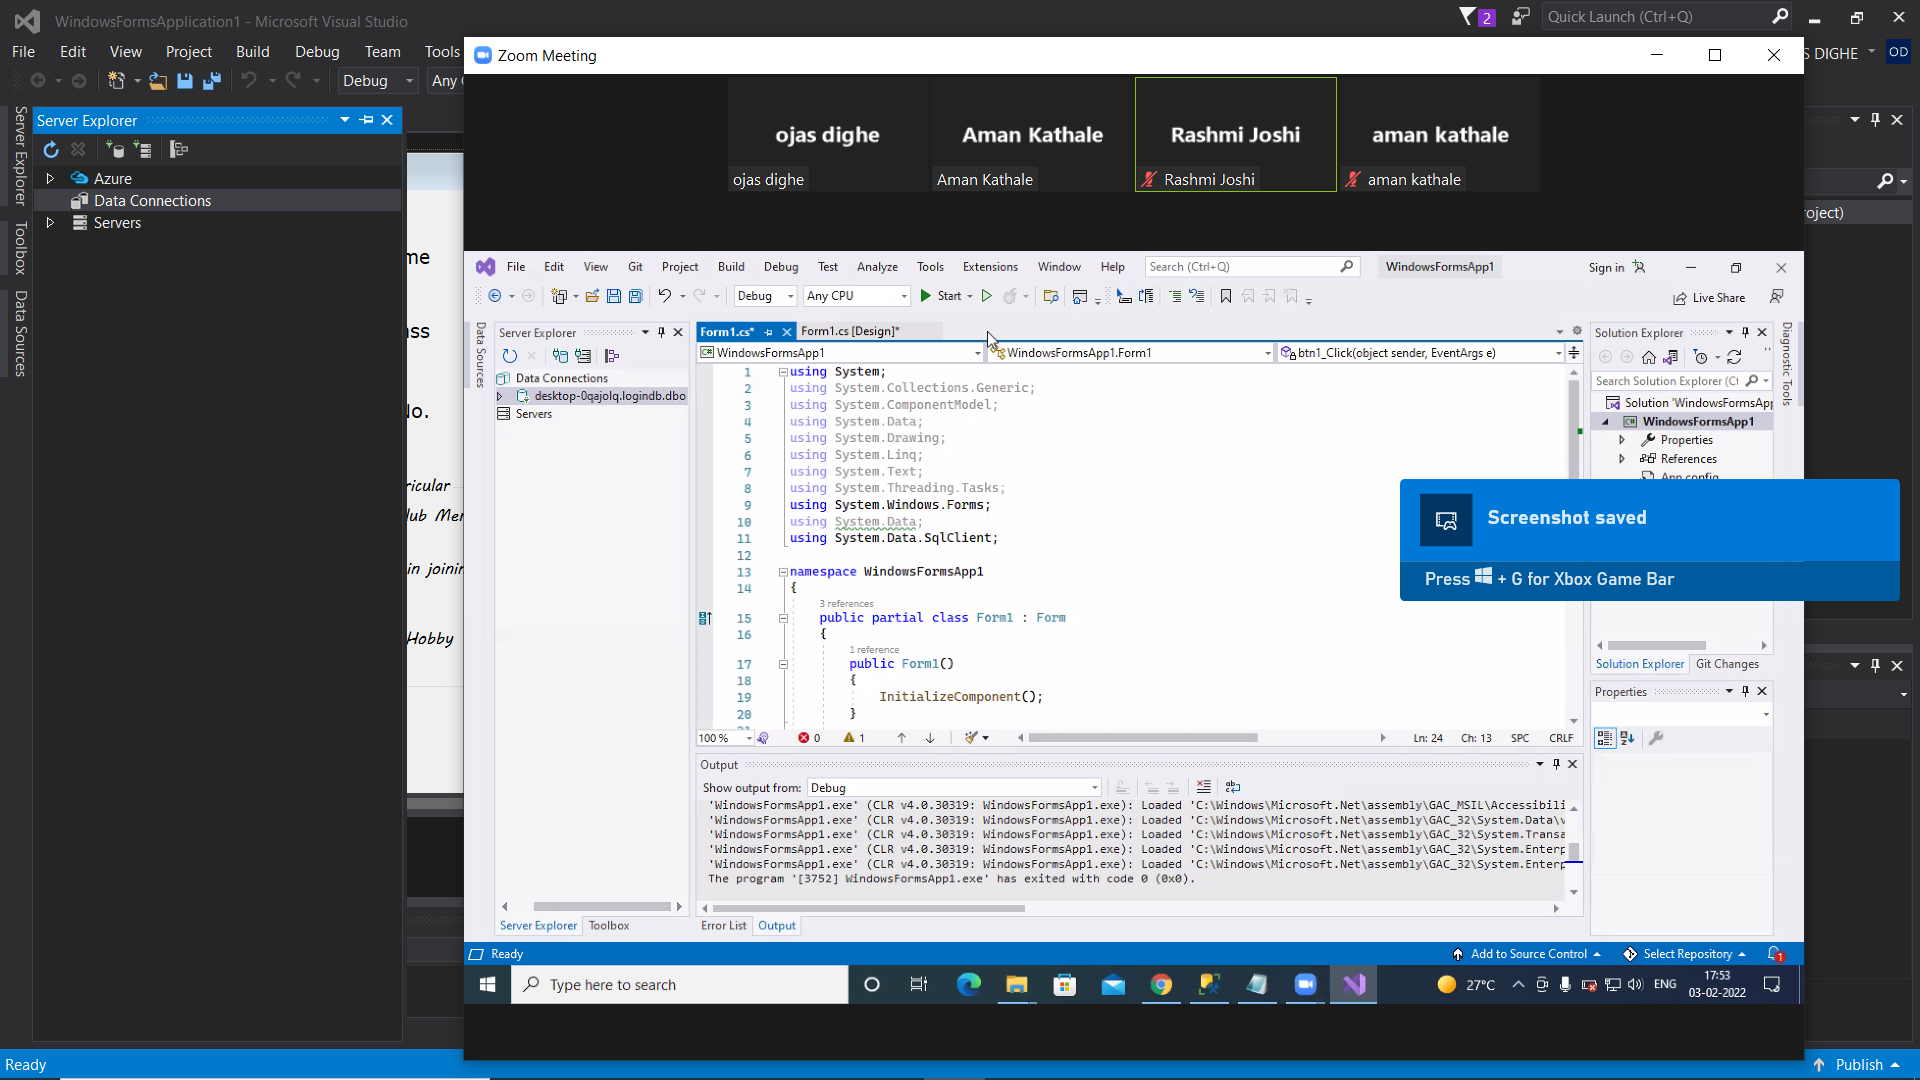 WindowsFormsApplication1 - Microsoft Visual Studio
2
Quick Launch (Ctrl+Q)
File Edit View Project Build Debug Team Tools
S DIGHE OD
Debug Any
Server Explorer
Toolbox
Data Sources
Server Explorer
Azure
Data Connections
Servers
me
ass
No.
ricular
lub Mer
in joinin
Hobby
roject)
Zoom Meeting
ojas dighe Aman Kathale Rashmi Joshi aman kathale
ojas dighe Aman Kathale Rashmi Joshi aman kathale
File Edit View Git Project Build Debug Test Analyze Tools Extensions Window Help Search (Ctrl+Q) WindowsFormsApp1 Sign in
Debug Any CPU Start Live Share
Data Sources
Server Explorer
Data Connections
desktop-0qajolq.logindb.dbo
Servers
Server Explorer Toolbox
Form1.cs* Form1.cs [Design]*
WindowsFormsApp1 WindowsFormsApp1.Form1 btn1_Click(object sender, EventArgs e)
1 using System;
2 using System.Collections.Generic;
3 using System.ComponentModel;
4 using System.Data;
5 using System.Drawing;
6 using System.Linq;
7 using System.Text;
8 using System.Threading.Tasks;
9 using System.Windows.Forms;
10 using System.Data;
11 using System.Data.SqlClient;
12
13 namespace WindowsFormsApp1
14 {
3 references
15 public partial class Form1 : Form
16 {
1 reference
17 public Form1()
18 {
19 InitializeComponent();
20 }
100 % 0 1 Ln: 24 Ch: 13 SPC CRLF
Output
Show output from: Debug
'WindowsFormsApp1.exe' (CLR v4.0.30319: WindowsFormsApp1.exe): Loaded 'C:\Windows\Microsoft.Net\assembly\GAC_MSIL\Accessibili
'WindowsFormsApp1.exe' (CLR v4.0.30319: WindowsFormsApp1.exe): Loaded 'C:\Windows\Microsoft.Net\assembly\GAC_32\System.Data\v
'WindowsFormsApp1.exe' (CLR v4.0.30319: WindowsFormsApp1.exe): Loaded 'C:\Windows\Microsoft.Net\assembly\GAC_32\System.Transa
'WindowsFormsApp1.exe' (CLR v4.0.30319: WindowsFormsApp1.exe): Loaded 'C:\Windows\Microsoft.Net\assembly\GAC_32\System.Enterp
'WindowsFormsApp1.exe' (CLR v4.0.30319: WindowsFormsApp1.exe): Loaded 'C:\Windows\Microsoft.Net\assembly\GAC_32\System.Enterp
The program '[3752] WindowsFormsApp1.exe' has exited with code 0 (0x0).
Error List Output
Solution Explorer
Search Solution Explorer (Ct
Solution 'WindowsFormsApp
WindowsFormsApp1
Properties
References
App.config
Solution Explorer Git Changes
Properties
Diagnostic Tools
Screenshot saved
Press + G for Xbox Game Bar
Ready Add to Source Control Select Repository 1
Type here to search 27°C ENG 17:53
03-02-2022
Ready Publish